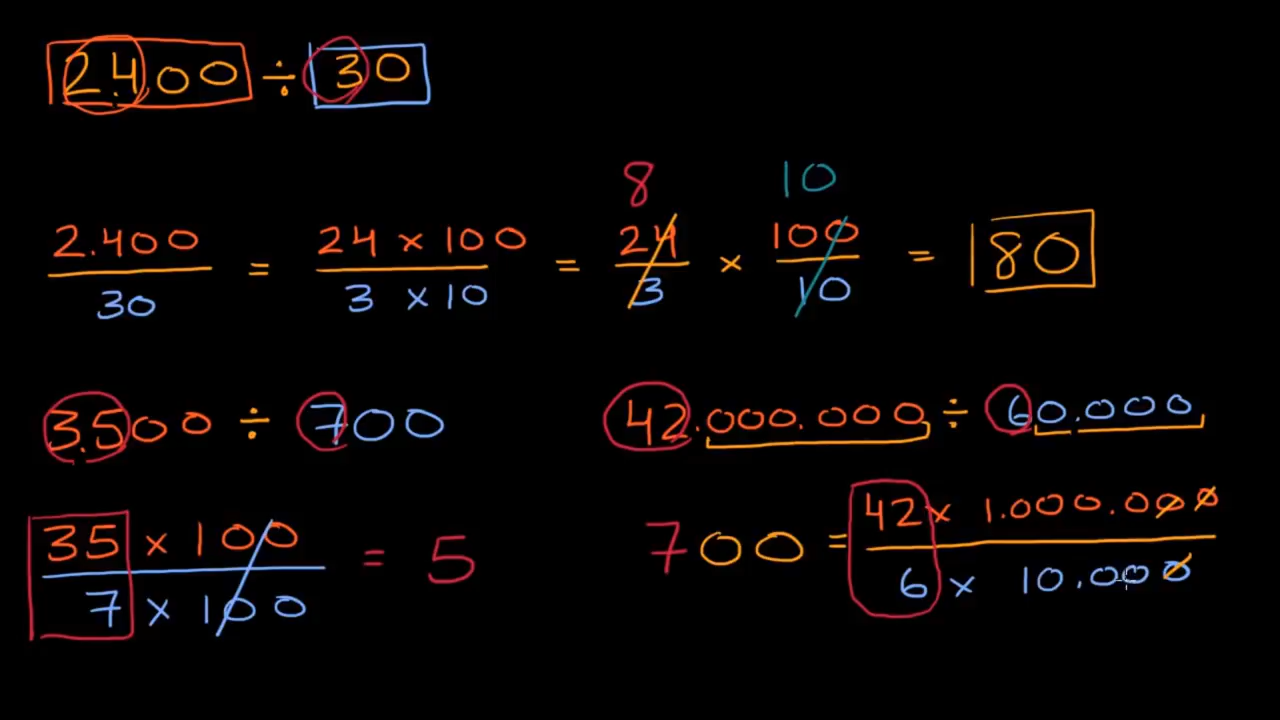 2.400 ÷ 30
8 10
2.400 / 30 = 24 x 100 / 3 x 10 = 24 / 3 x 100 / 10 = 80
3.500 ÷ 700
35 x 100 / 7 x 100 = 5
42.000.000 ÷ 60.000
700 = 42 x 1.000.000 / 6 x 10.000